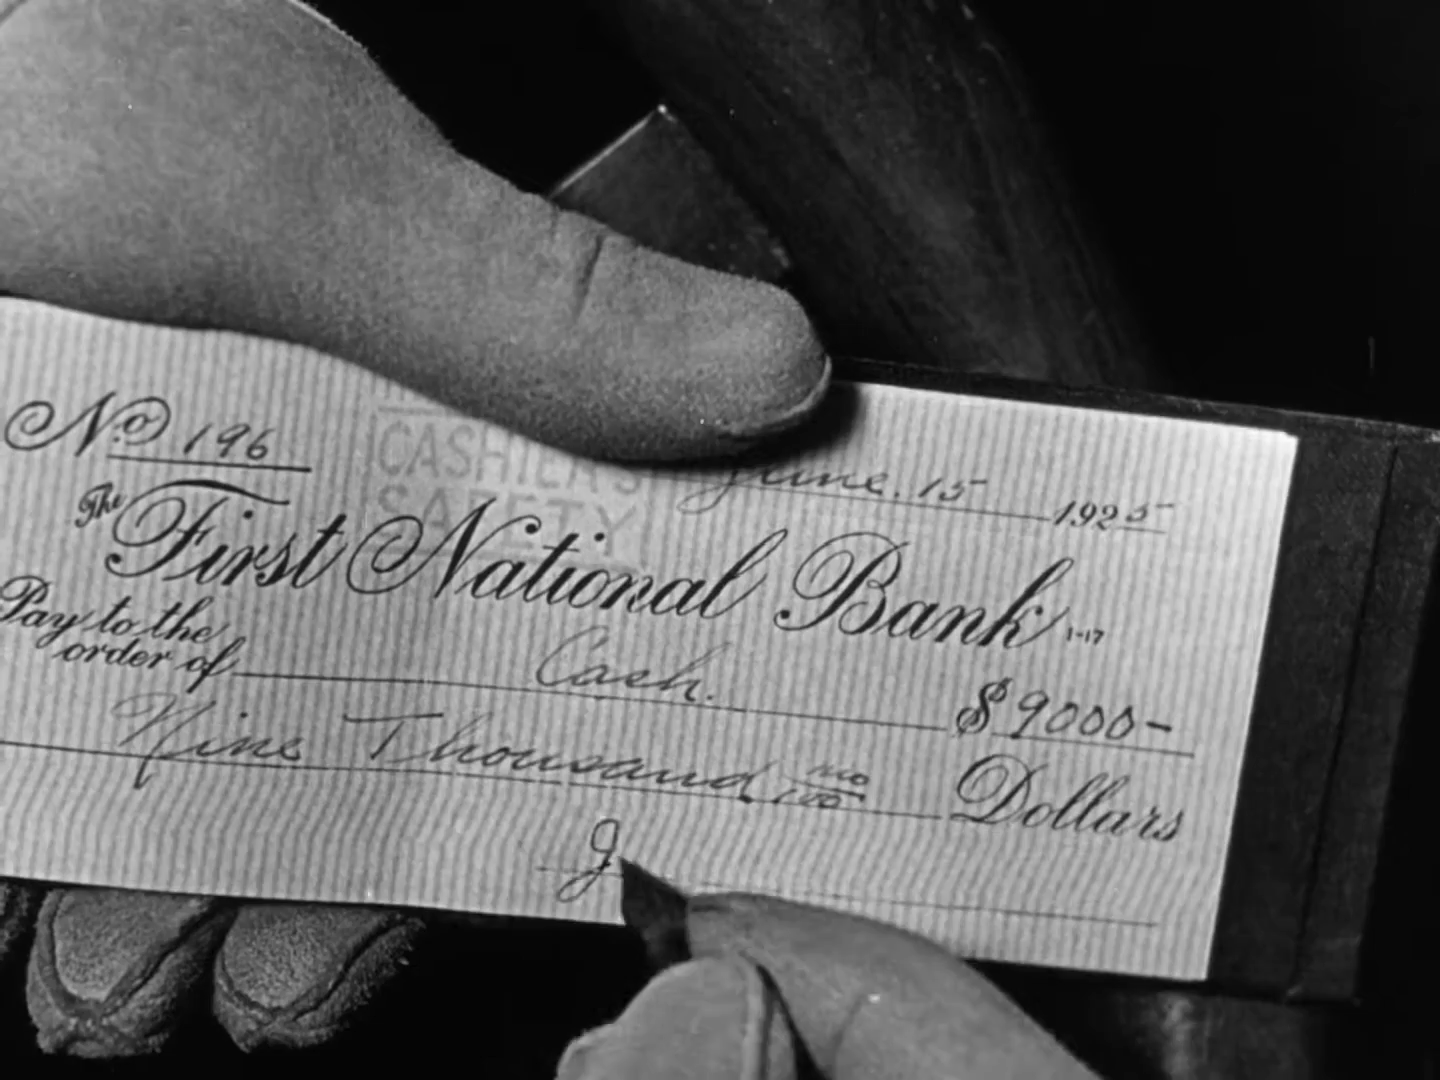 No 196
CASHIER'S
SAFETY
June. 15 1925
The First National Bank 1-17
Pay to the
order of Cash. $9000-
Nine Thousand no/100 Dollars
J